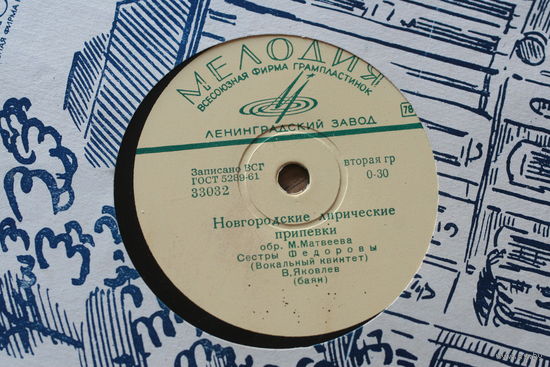 МЕЛОДИЯ
ВСЕСОЮЗНАЯ ФИРМА ГРАМПЛАСТИНОК
ЛЕНИНГРАДСКИЙ ЗАВОД
78
Записано ВСГ
ГОСТ 5289-61
33032
вторая гр
0-30
Новгородские лирические
припевки
обр. М.Матвеева
Сестры Федоровы
(Вокальный квинтет)
В.Яковлев
(баян)